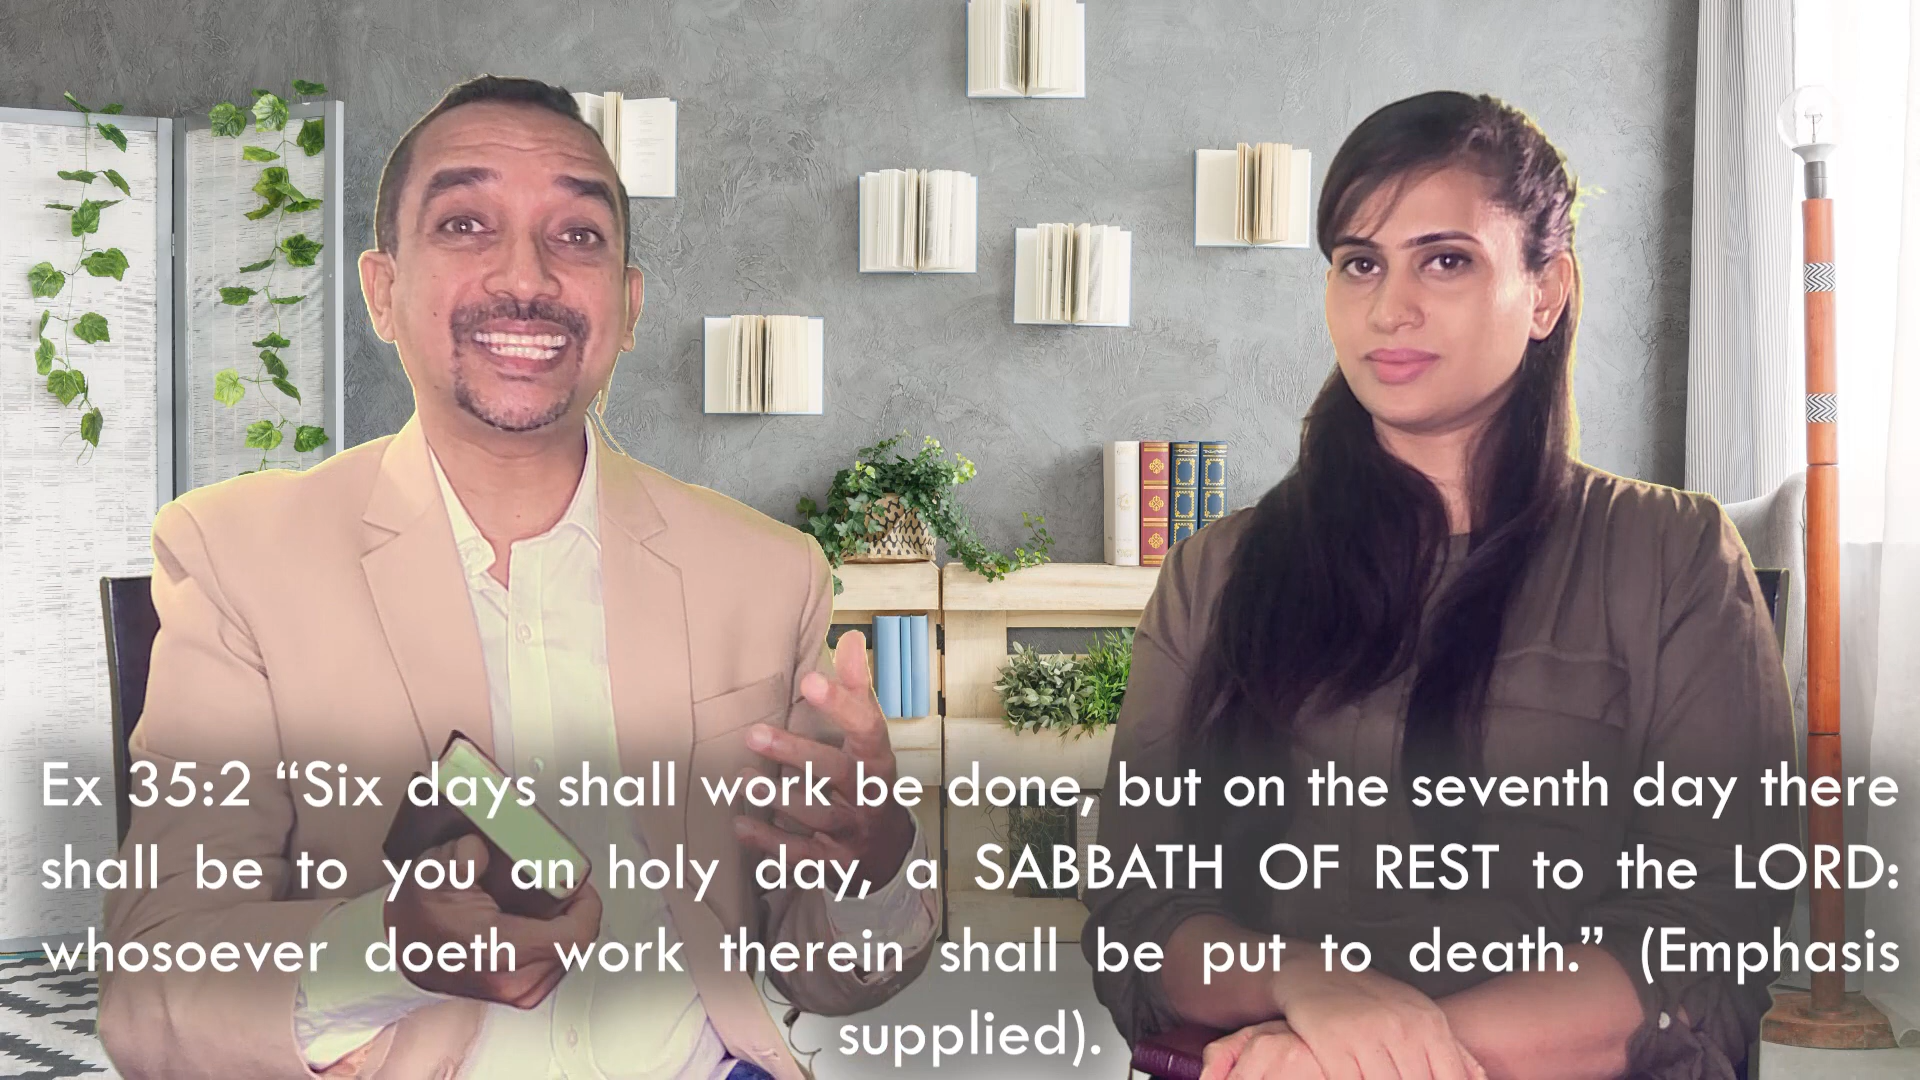 Ex 35:2 “Six days shall work be done, but on the seventh day there
shall be to you an holy day, a SABBATH OF REST to the LORD:
whosoever doeth work therein shall be put to death.” (Emphasis
supplied).